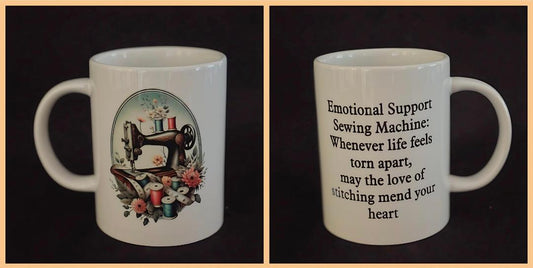 Emotional Support
Sewing Machine:
Whenever life feels
torn apart,
may the love of
stitching mend your
heart